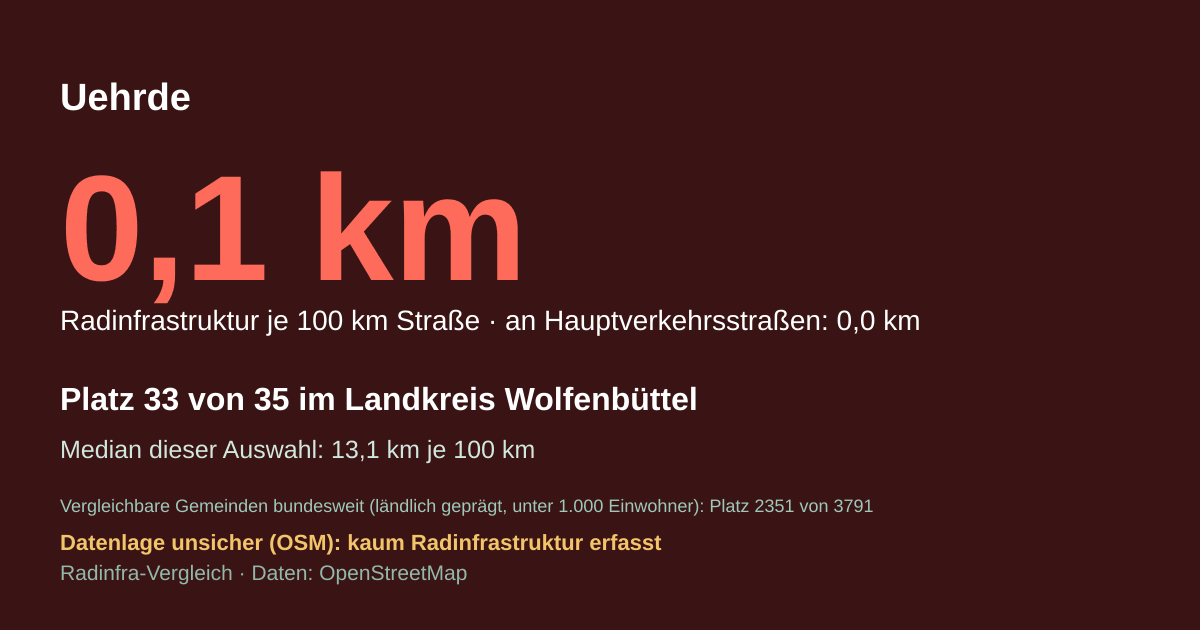 Uehrde
0,1 km
Radinfrastruktur je 100 km Straße · an Hauptverkehrsstraßen: 0,0 km
Platz 33 von 35 im Landkreis Wolfenbüttel
Median dieser Auswahl: 13,1 km je 100 km
Vergleichbare Gemeinden bundesweit (ländlich geprägt, unter 1.000 Einwohner): Platz 2351 von 3791
Datenlage unsicher (OSM): kaum Radinfrastruktur erfasst
Radinfra-Vergleich · Daten: OpenStreetMap